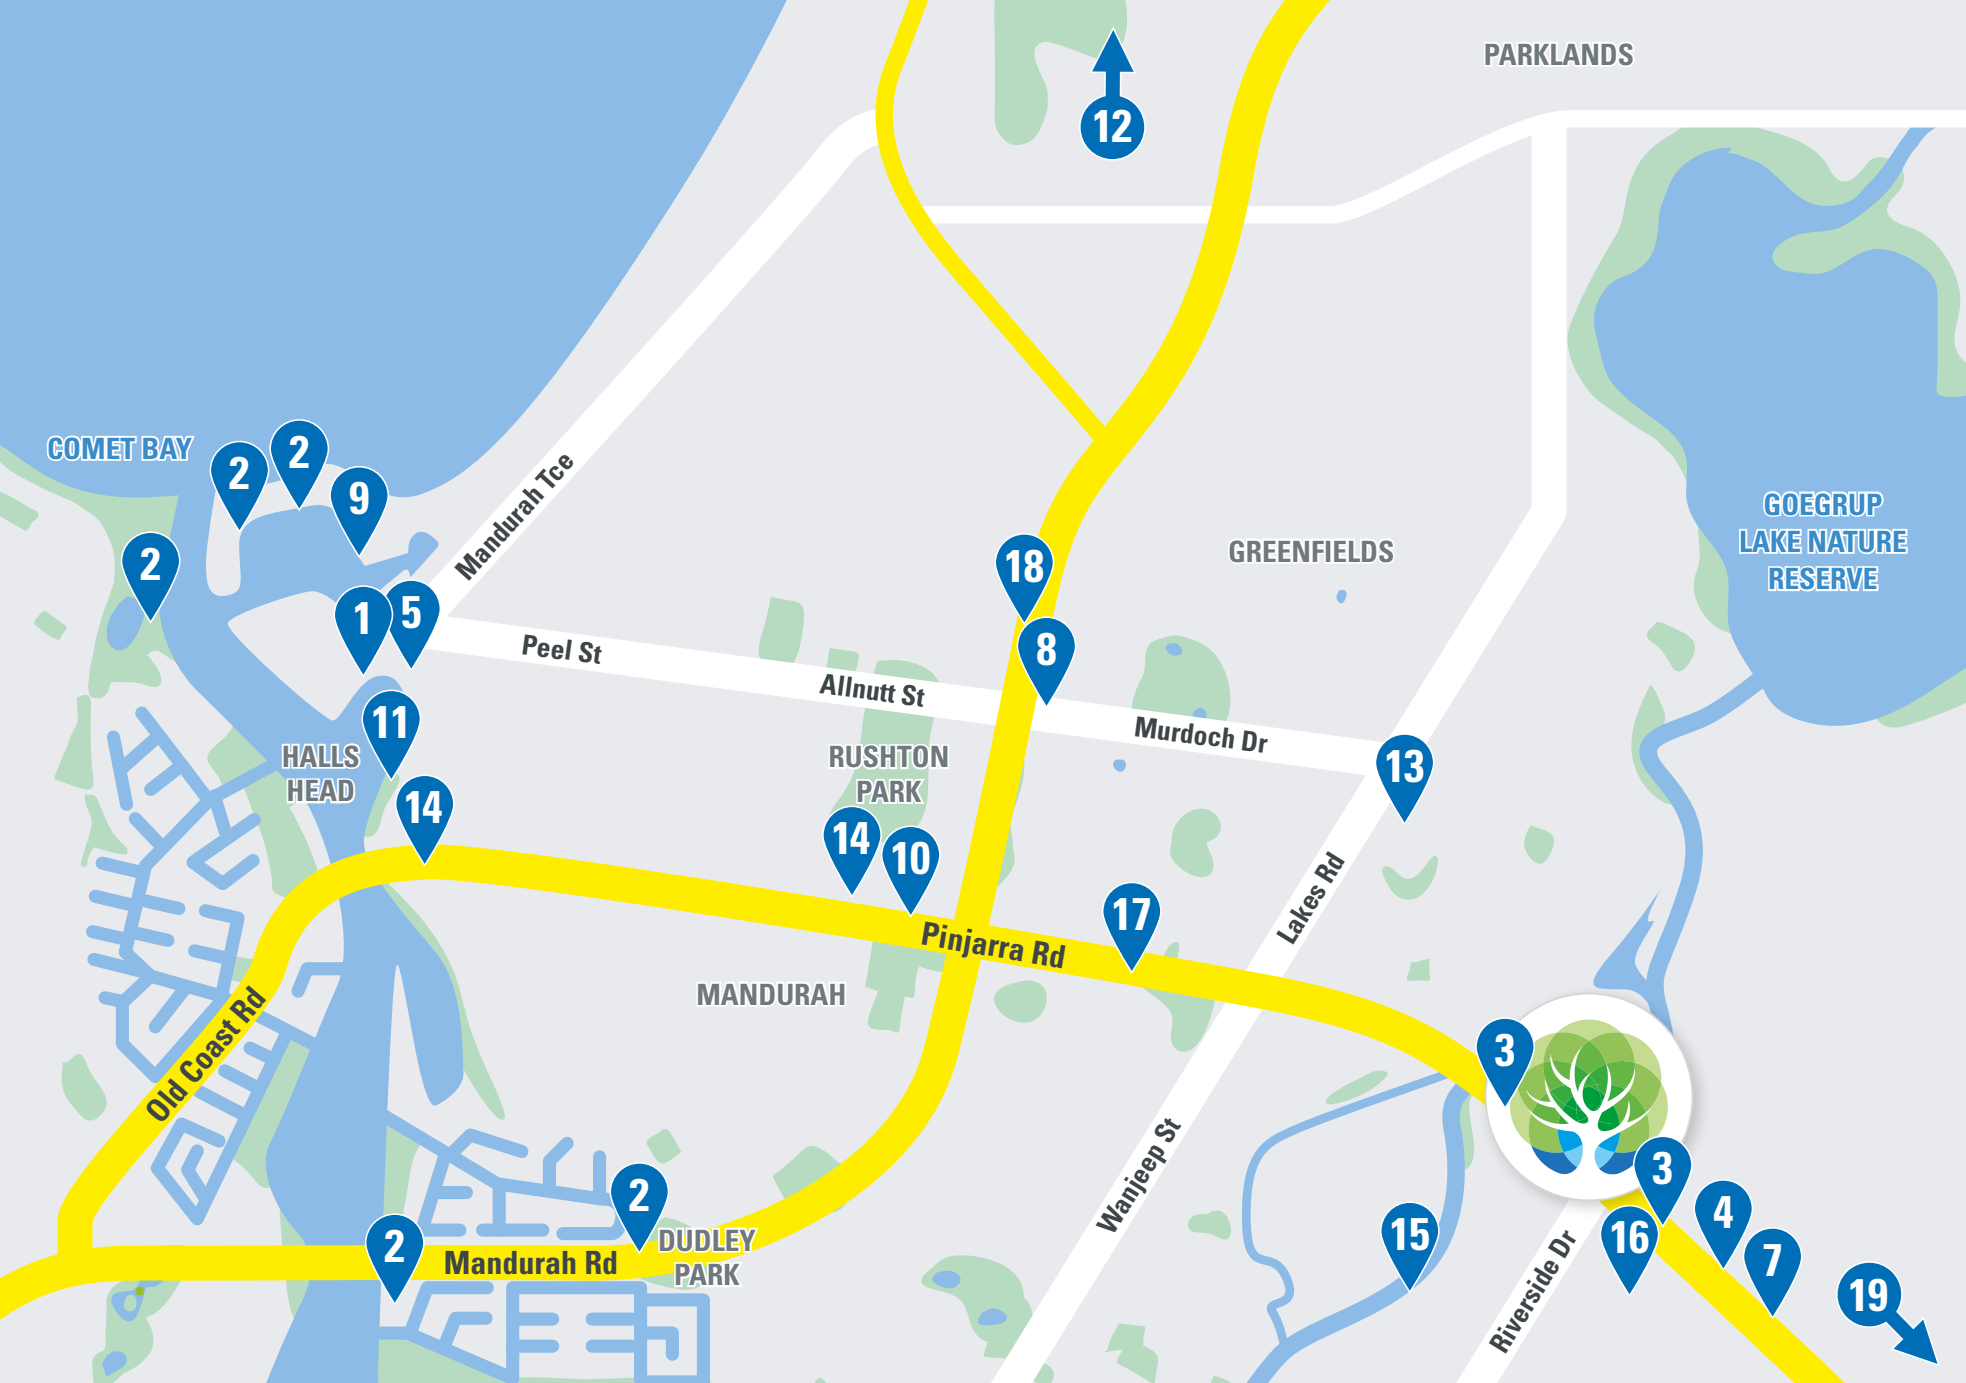 PARKLANDS
12
COMET BAY
2
2
9
2
Mandurah Tce
GOEGRUP
LAKE NATURE
RESERVE
GREENFIELDS
18
1
5
8
Peel St
Allnutt St
Murdoch Dr
11
HALLS
HEAD
RUSHTON
PARK
13
14
14
10
Lakes Rd
17
Pinjarra Rd
MANDURAH
Old Coast Rd
3
Wanjeep St
3
2
4
2
DUDLEY
PARK
Mandurah Rd
15
16
7
Riverside Dr
19